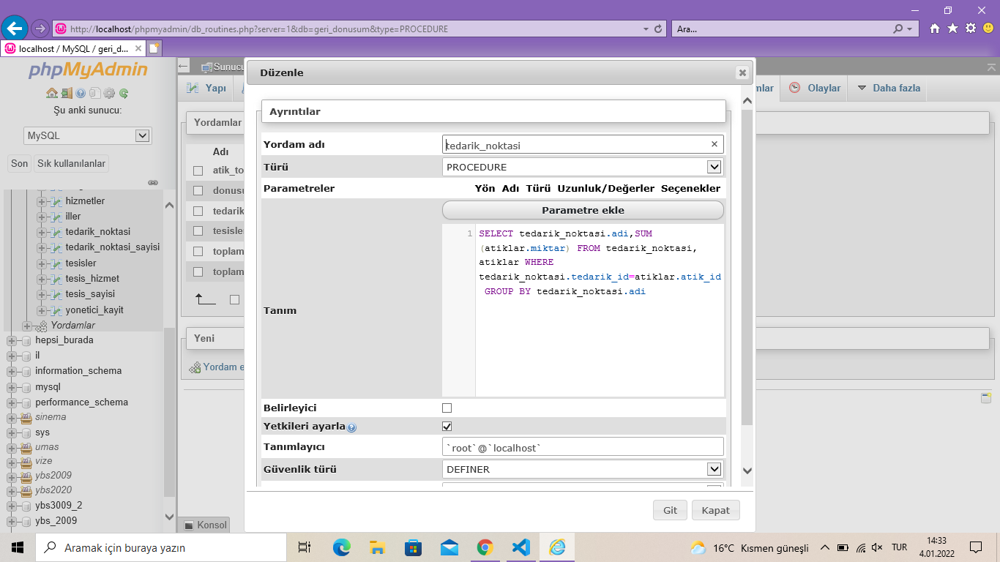 http://localhost/phpmyadmin/db_routines.php?server=1&db=geri_donusum&type=PROCEDURE
Ara...
localhost / MySQL / geri_d...
phpMyAdmin
Şu anki sunucu:
MySQL
Son
Sık kullanılanlar
hizmetler
iller
tedarik_noktasi
tedarik_noktasi_sayisi
tesisler
tesis_hizmet
tesis_sayisi
yonetici_kayit
Yordamlar
hepsi_burada
il
information_schema
mysql
performance_schema
sinema
sys
umas
vize
ybs2009
ybs2020
ybs3009_2
ybs_2009
Sunucu
Yapı
mlar
Olaylar
Daha fazla
Yordamlar
Adı
atik_to
donusu
tedarik
tesisler
toplam
toplam
Yeni
Yordam e
Konsol
Düzenle
Ayrıntılar
Yordam adı
tedarik_noktasi
Türü
PROCEDURE
Parametreler
Yön Adı Türü Uzunluk/Değerler Seçenekler
Parametre ekle
Tanım
1
SELECT tedarik_noktasi.adi,SUM
(atiklar.miktar) FROM tedarik_noktasi,
atiklar WHERE
tedarik_noktasi.tedarik_id=atiklar.atik_id
GROUP BY tedarik_noktasi.adi
Belirleyici
Yetkileri ayarla
Tanımlayıcı
`root`@`localhost`
Güvenlik türü
DEFINER
Git
Kapat
Aramak için buraya yazın
16°C Kısmen güneşli
TUR
14:33
4.01.2022